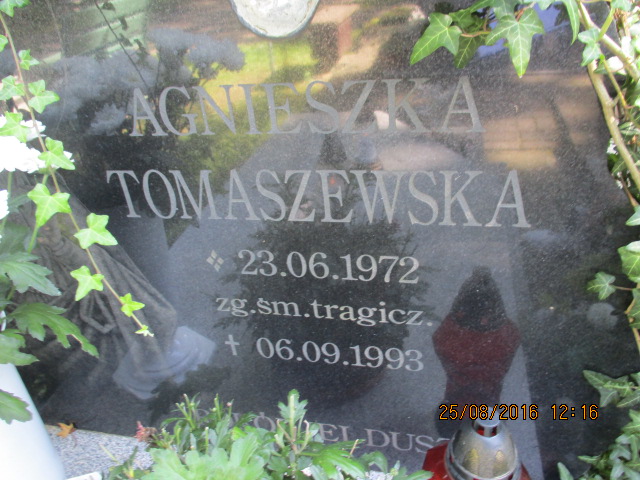 AGNIESZKA
TOMASZEWSKA
23.06.1972
zg.śm.tragicz.
† 06.09.1993
25/08/2016 12:16